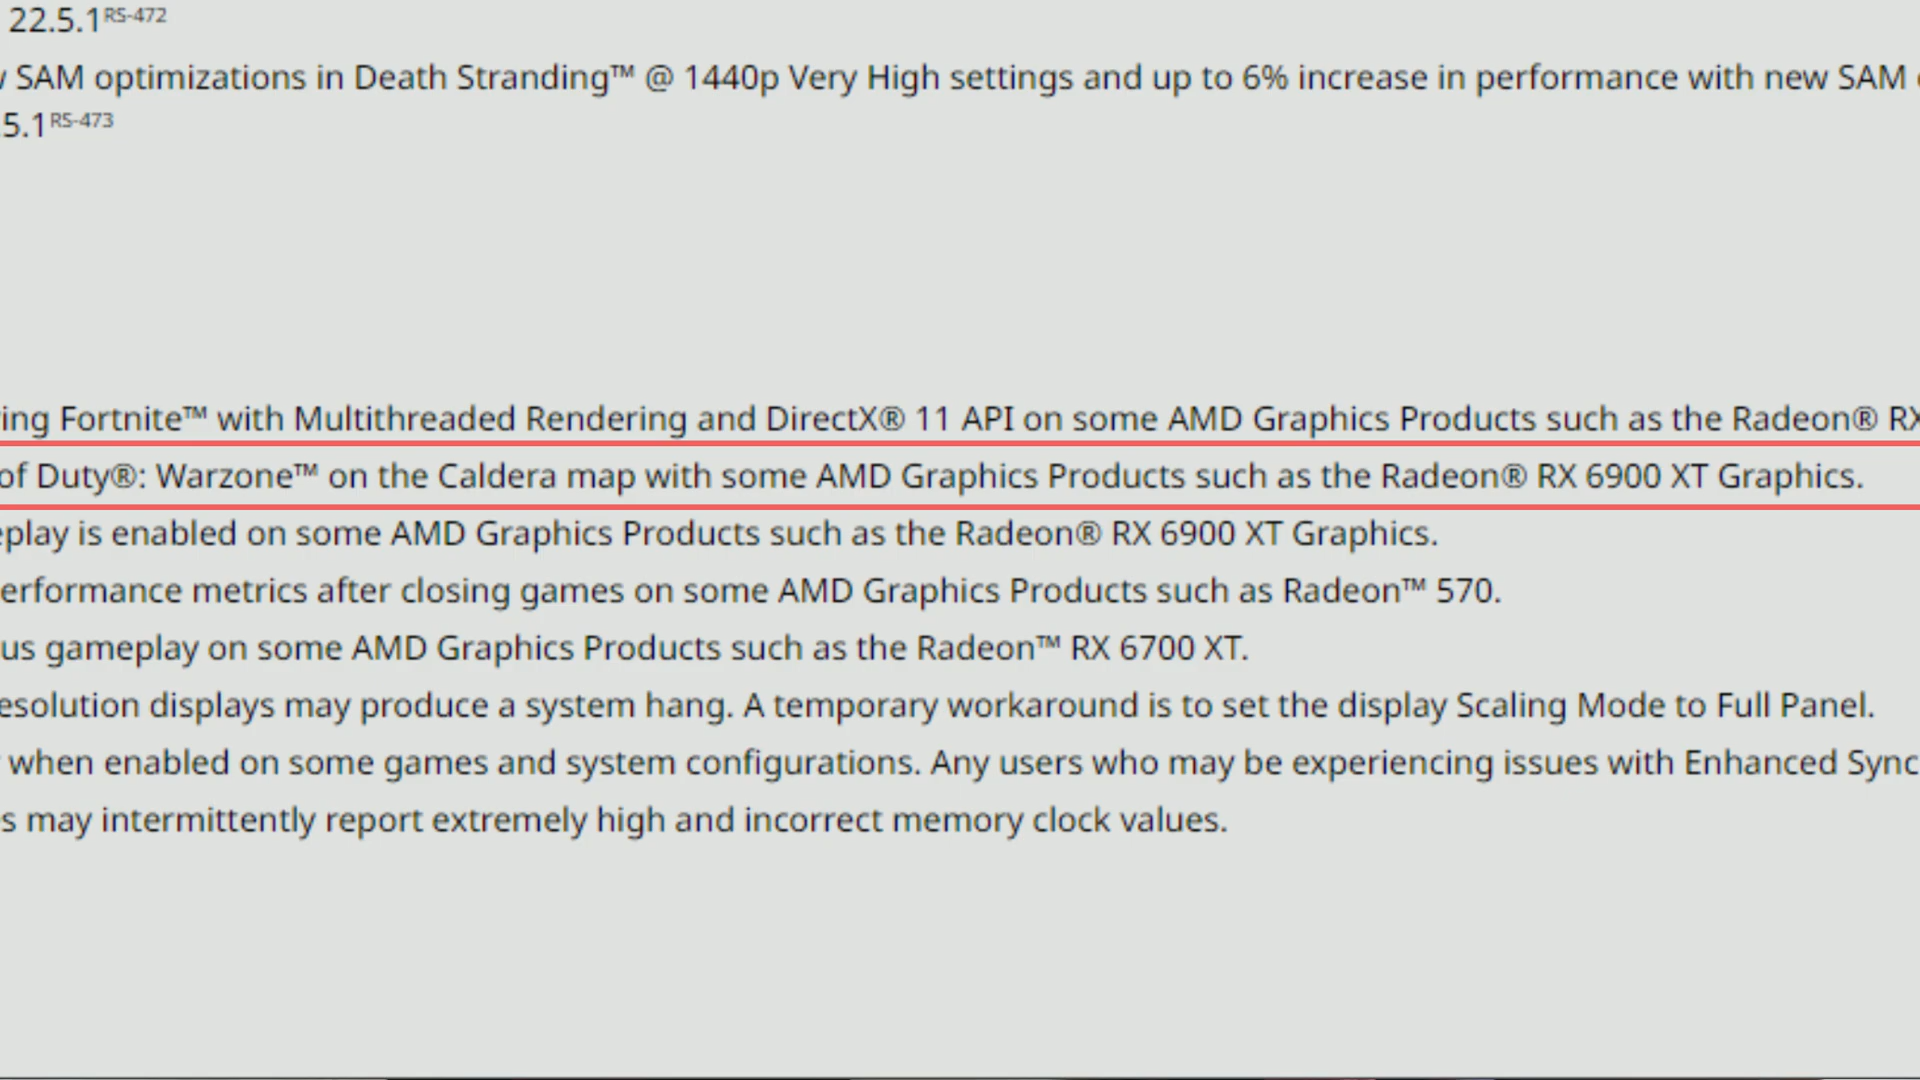 22.5.1RS-472
SAM optimizations in Death Stranding™ @ 1440p Very High settings and up to 6% increase in performance with new SAM
5.1RS-473
Fortnite™ with Multithreaded Rendering and DirectX® 11 API on some AMD Graphics Products such as the Radeon® RX
of Duty®: Warzone™ on the Caldera map with some AMD Graphics Products such as the Radeon® RX 6900 XT Graphics.
is enabled on some AMD Graphics Products such as the Radeon® RX 6900 XT Graphics.
erformance metrics after closing games on some AMD Graphics Products such as Radeon™ 570.
us gameplay on some AMD Graphics Products such as the Radeon™ RX 6700 XT.
esolution displays may produce a system hang. A temporary workaround is to set the display Scaling Mode to Full Panel.
when enabled on some games and system configurations. Any users who may be experiencing issues with Enhanced Sync
s may intermittently report extremely high and incorrect memory clock values.